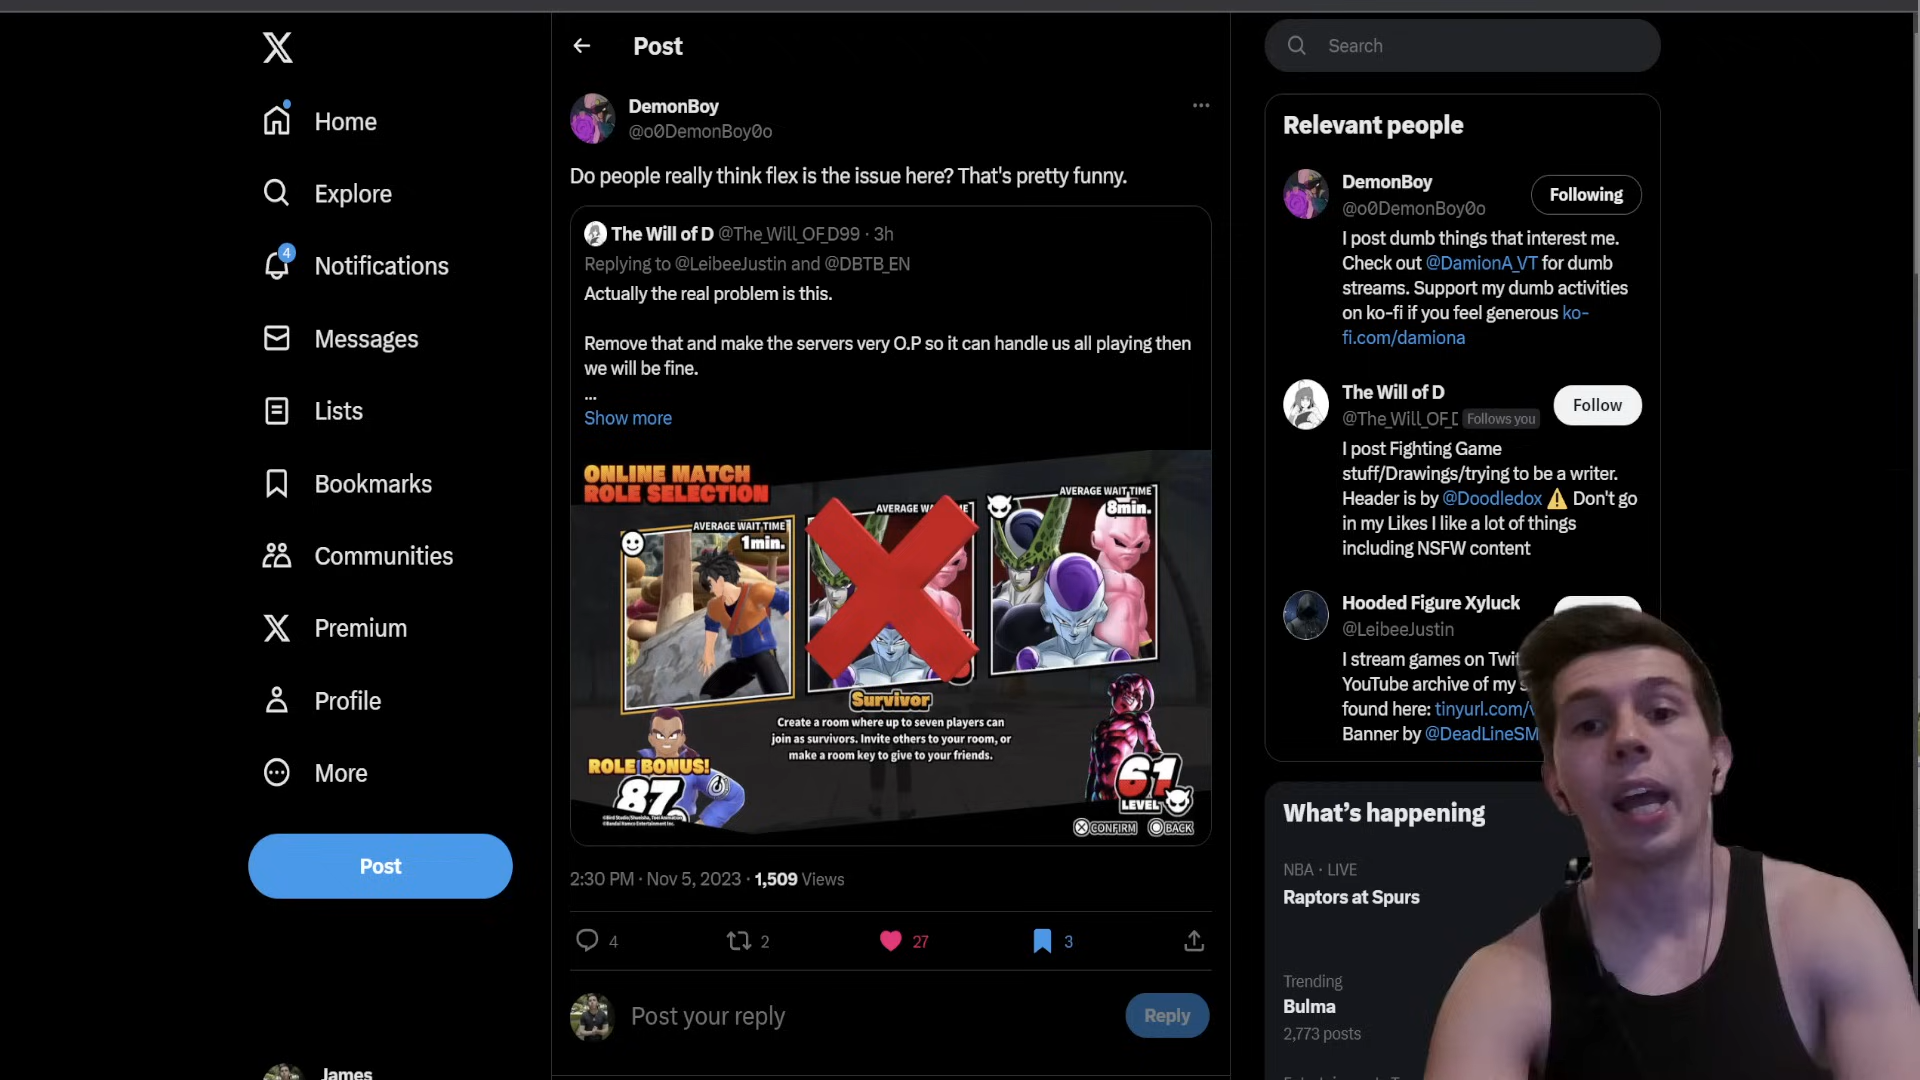 Home
Explore
4
Notifications
Messages
Lists
Bookmarks
Communities
Premium
Profile
More
Post
James
Post
DemonBoy
@o0DemonBoy0o
Do people really think flex is the issue here? That's pretty funny.
The Will of D @The_Will_OF_D99 · 3h
Replying to @LeibeeJustin and @DBTB_EN
Actually the real problem is this.
Remove that and make the servers very O.P so it can handle us all playing then
we will be fine.
...
Show more
ONLINE MATCH
ROLE SELECTION
AVERAGE WAIT TIME
1min.
AVERAGE
AVERAGE WAIT TIME
8min.
Survivor
Create a room where up to seven players can
join as survivors. Invite others to your room, or
make a room key to give to your friends.
ROLE BONUS!
87
61
LEVEL
CONFIRM
BACK
2:30 PM · Nov 5, 2023 · 1,509 Views
4
2
27
3
Post your reply
Reply
Search
Relevant people
DemonBoy
@o0DemonBoy0o
Following
I post dumb things that interest me.
Check out @DamionA_VT for dumb
streams. Support my dumb activities
on ko-fi if you feel generous ko-
fi.com/damiona
The Will of D
@The_Will_OF_D
Follows you
Follow
I post Fighting Game
stuff/Drawings/trying to be a writer.
Header is by @Doodledox ⚠️ Don't go
in my Likes I like a lot of things
including NSFW content
Hooded Figure Xyluck
@LeibeeJustin
I stream games on Twit
YouTube archive of my s
found here: tinyurl.com/
Banner by @DeadLineSM
What's happening
NBA · LIVE
Raptors at Spurs
Trending
Bulma
2,773 posts